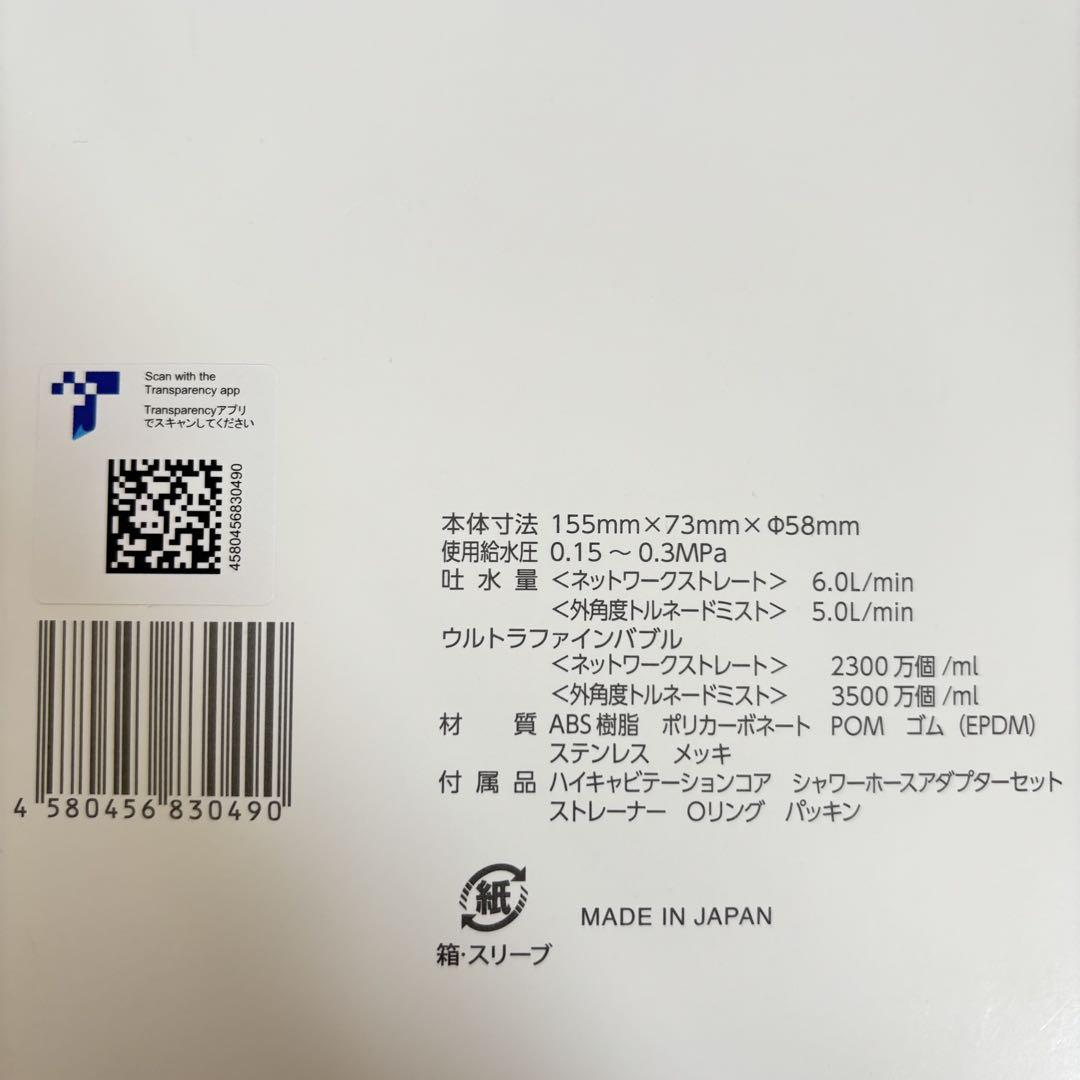 Scan with the
Transparency app
Transparencyアプリ
でスキャンしてください
4580456830490
4 580456 830490
本体寸法 155mm×73mm×Φ58mm
使用給水圧 0.15 〜 0.3MPa
吐水量 <ネットワークストレート> 6.0L/min
<外角度トルネードミスト> 5.0L/min
ウルトラファインバブル
<ネットワークストレート> 2300万個/ml
<外角度トルネードミスト> 3500万個/ml
材質 ABS樹脂 ポリカーボネート POM ゴム（EPDM）
ステンレス メッキ
付属品 ハイキャビテーションコア シャワーホースアダプターセット
ストレーナー Oリング パッキン
紙
箱・スリーブ
MADE IN JAPAN